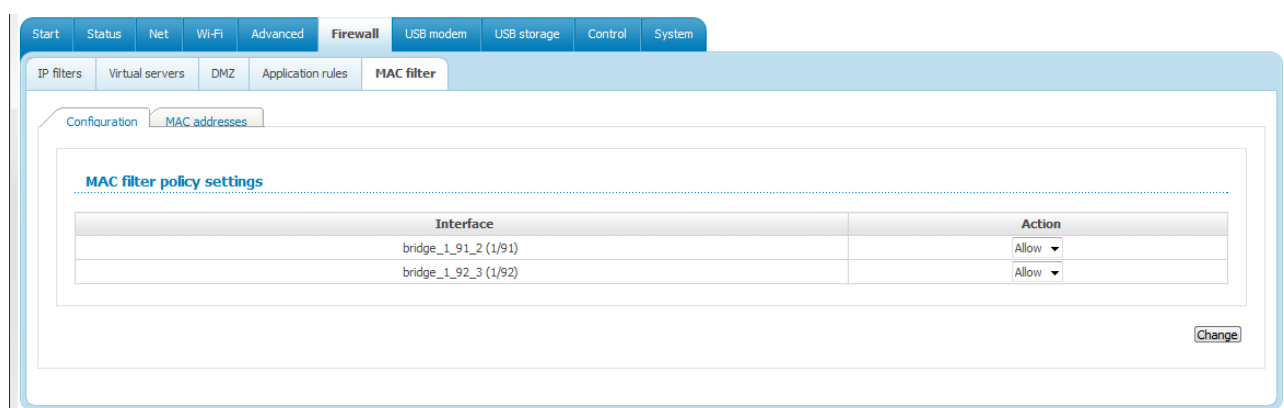 Start Status Net Wi-Fi Advanced Firewall USB modem USB storage Control System
IP filters Virtual servers DMZ Application rules MAC filter
Configuration MAC addresses
MAC filter policy settings
Interface Action
bridge_1_91_2 (1/91) Allow
bridge_1_92_3 (1/92) Allow
Change